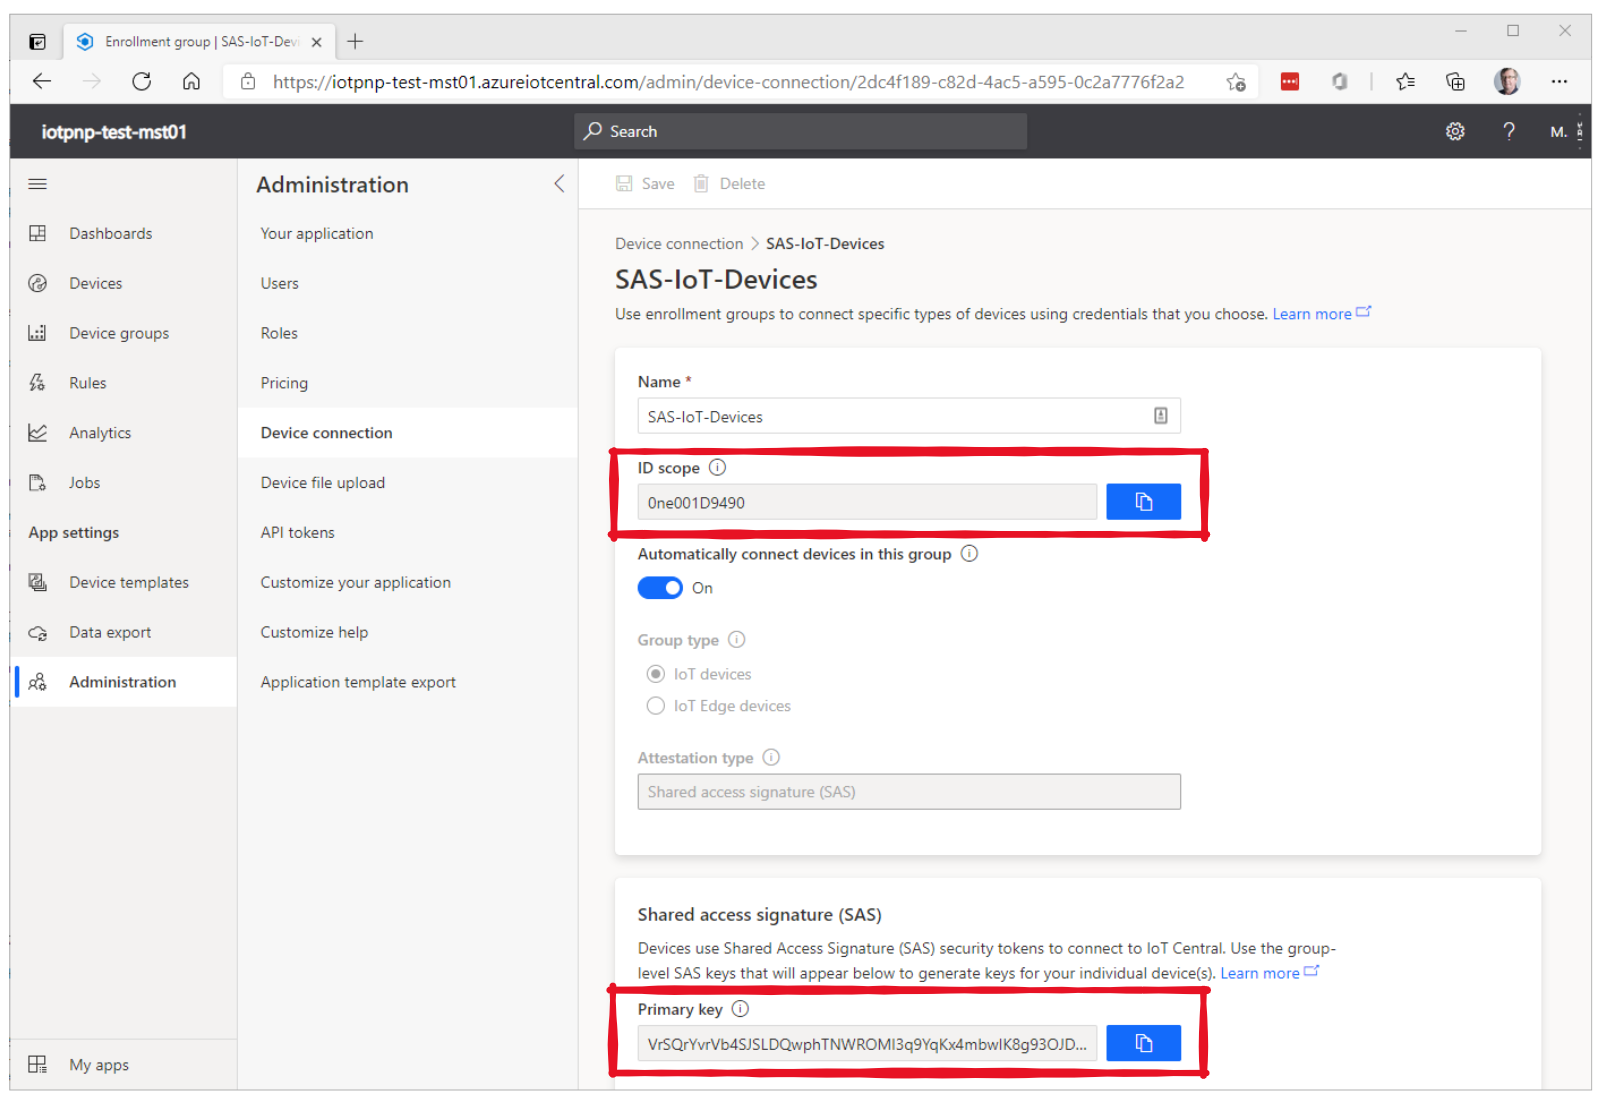 Enrollment group | SAS-IoT-Devi
https://iotpnp-test-mst01.azureiotcentral.com/admin/device-connection/2dc4f189-c82d-4ac5-a595-0c2a7776f2a2
iotpnp-test-mst01
Search
?
M.
Administration
Save
Delete
Dashboards
Devices
Device groups
Rules
Analytics
Jobs
App settings
Device templates
Data export
Administration
My apps
Your application
Users
Roles
Pricing
Device connection
Device file upload
API tokens
Customize your application
Customize help
Application template export
Device connection > SAS-IoT-Devices
SAS-IoT-Devices
Use enrollment groups to connect specific types of devices using credentials that you choose. Learn more
Name *
SAS-IoT-Devices
ID scope
0ne001D9490
Automatically connect devices in this group
On
Group type
IoT devices
IoT Edge devices
Attestation type
Shared access signature (SAS)
Shared access signature (SAS)
Devices use Shared Access Signature (SAS) security tokens to connect to IoT Central. Use the group-
level SAS keys that will appear below to generate keys for your individual device(s). Learn more
Primary key
VrSQrYvrVb4SJSLDQwphTNWROMI3q9YqKx4mbwIK8g93OJD...